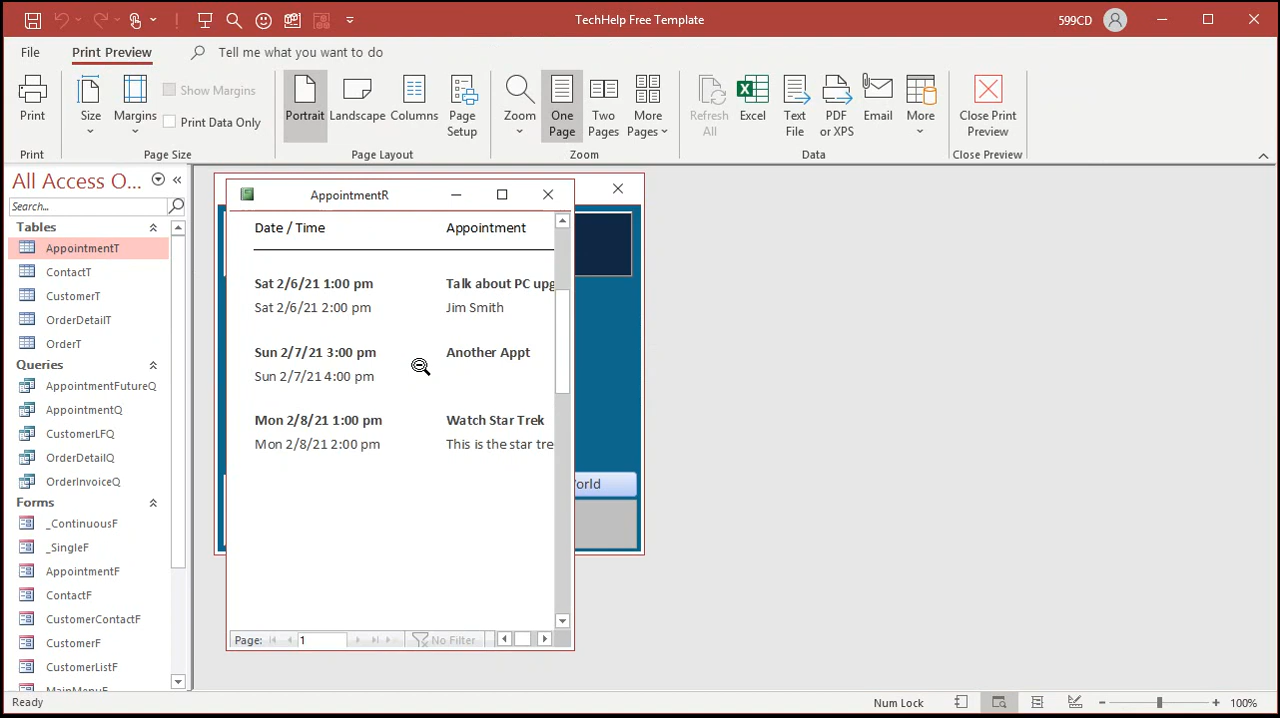 TechHelp Free Template
599CD
File
Print Preview
Tell me what you want to do
Print
Size
Margins
Show Margins
Print Data Only
Portrait
Landscape
Columns
Page Setup
Zoom
One Page
Two Pages
More Pages
Refresh All
Excel
Text File
PDF or XPS
Email
More
Close Print Preview
Print
Page Size
Page Layout
Zoom
Data
Close Preview
All Access O...
Search...
Tables
AppointmentT
ContactT
CustomerT
OrderDetailT
OrderT
Queries
AppointmentFutureQ
AppointmentQ
CustomerLFQ
OrderDetailQ
OrderInvoiceQ
Forms
_ContinuousF
_SingleF
AppointmentF
ContactF
CustomerContactF
CustomerF
CustomerListF
MainMenuF
AppointmentR
Date / Time Appointment
Sat 2/6/21 1:00 pm Talk about PC upg
Sat 2/6/21 2:00 pm Jim Smith
Sun 2/7/21 3:00 pm Another Appt
Sun 2/7/21 4:00 pm
Mon 2/8/21 1:00 pm Watch Star Trek
Mon 2/8/21 2:00 pm This is the star tre
orld
Page: 1 No Filter
Ready
Num Lock
100%